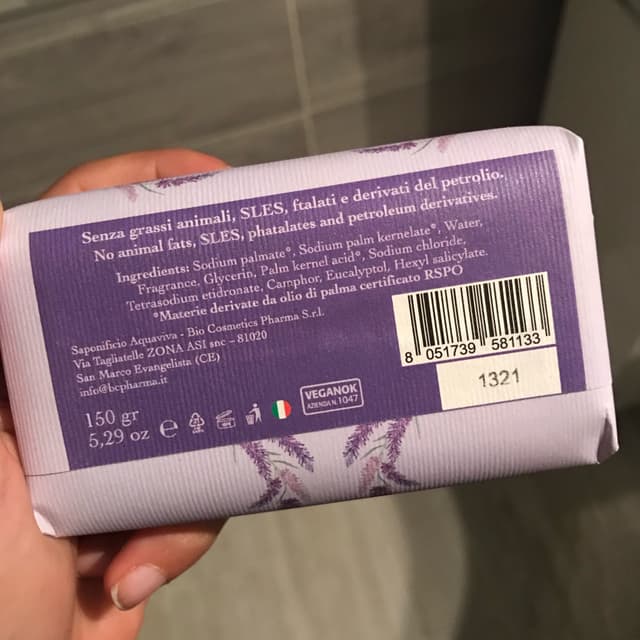 Senza grassi animali, SLES, ftalati e derivati del petrolio.
No animal fats, SLES, phatalates and petroleum derivatives.
Ingredients: Sodium palmate*, Sodium palm kernelate*, Water,
Fragrance, Glycerin, Palm kernel acid*, Sodium chloride,
Tetrasodium etidronate, Camphor, Eucalyptol, Hexyl salicylate.
*Materie derivate da olio di palma certificato RSPO
Saponificio Aquaviva - Bio Cosmetics Pharma S.r.l.
Via Tagliatelle ZONA ASI snc - 81020
San Marco Evangelista (CE)
info@bcpharma.it
8 051739 581133
1321
150 gr
5,29 oz e
VEGANOK
AZIENDA N.1047